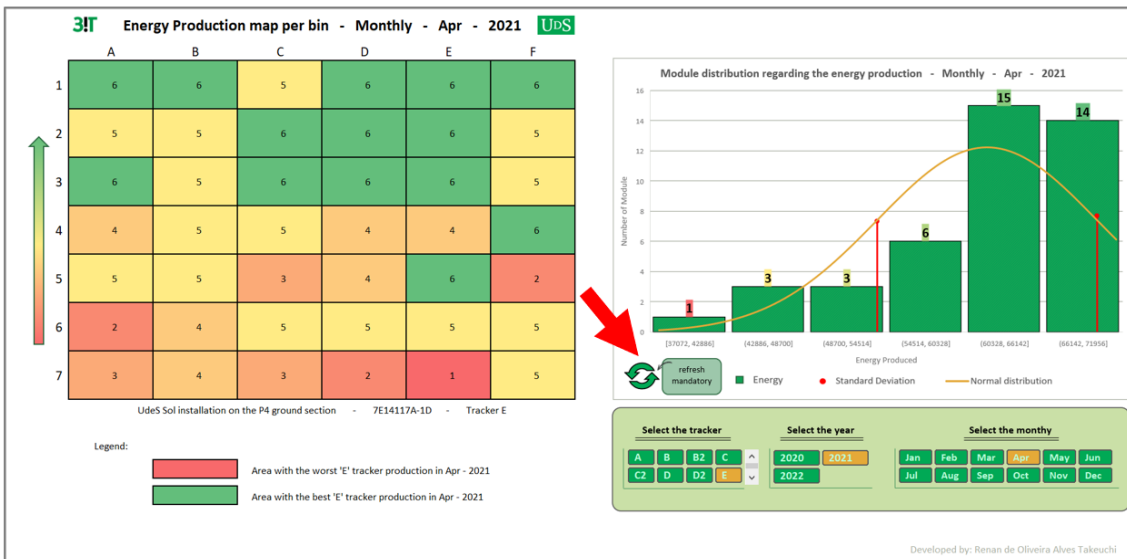 3!T Energy Production map per bin - Monthly - Apr - 2021 UDS
A B C D E F
1 6 6 5 6 6 6
2 5 5 6 6 6 5
3 6 5 6 6 6 5
4 4 5 5 4 4 6
5 5 5 3 4 6 2
6 2 4 5 5 5 5
7 3 4 3 2 1 5
UdeS Sol installation on the P4 ground section - 7E14117A-1D - Tracker E
Legend:
Area with the worst 'E' tracker production in Apr - 2021
Area with the best 'E' tracker production in Apr - 2021
Module distribution regarding the energy production - Monthly - Apr - 2021
Number of Module
16
14
12
10
8
6
4
2
0
1
3
3
6
15
14
[37072, 42886] (42886, 48700] (48700, 54514] (54514, 60328] (60328, 66142] (66142, 71956]
Energy Produced
refresh
mandatory
Energy Standard Deviation Normal distribution
Select the tracker
A B B2 C
C2 D D2 E
Select the year
2020 2021
2022
Select the monthy
Jan Feb Mar Apr May Jun
Jul Aug Sep Oct Nov Dec
Developed by: Renan de Oliveira Alves Takeuchi